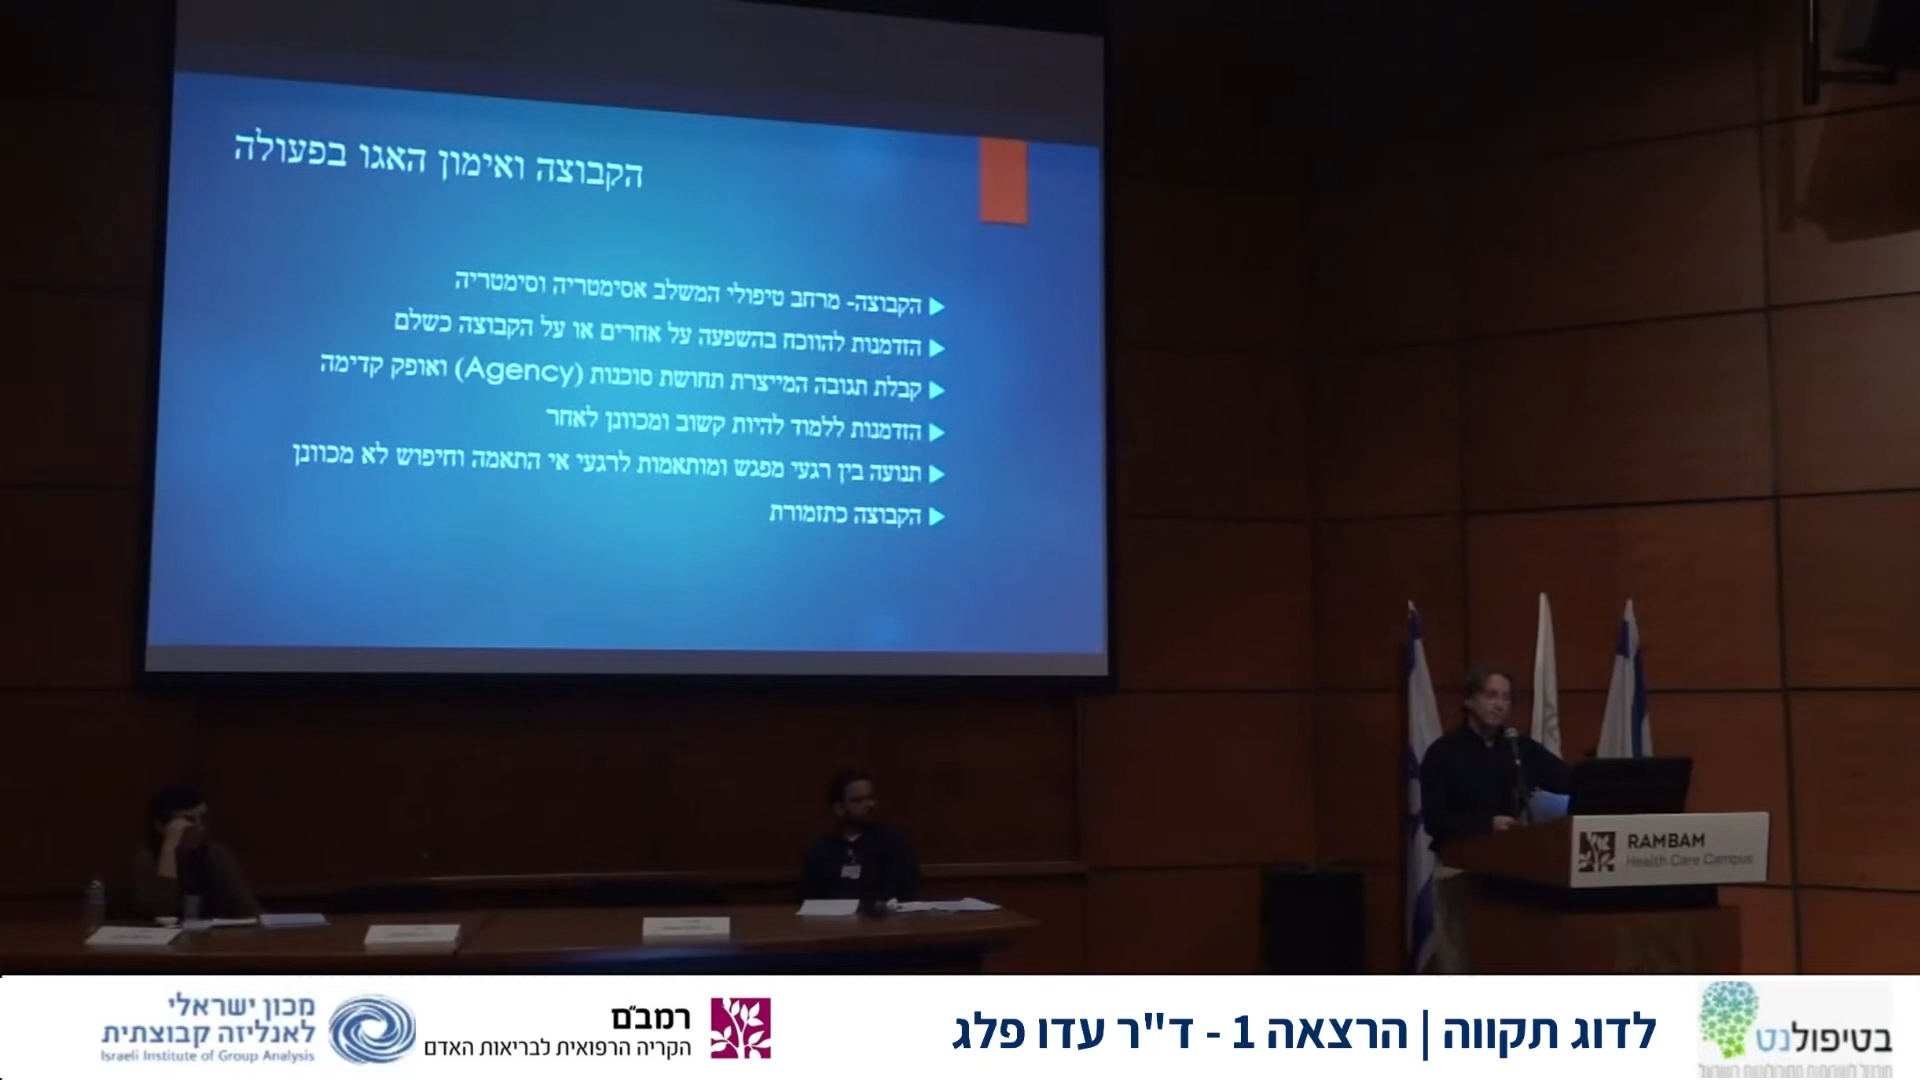 הקבוצה ואימון האגו בפעולה
הקבוצה- מרחב טיפולי המשלב אסימטריה וסימטריה
הזדמנות להווכח בהשפעה על אחרים או על הקבוצה כשלם
קבלת תגובה המייצרת תחושת סוכנות (Agency) ואופק קדימה
הזדמנות ללמוד להיות קשוב ומכוונן לאחר
תנועה בין רגעי מפגש ומותאמות לרגעי אי התאמה וחיפוש לא מכוונן
הקבוצה כתזמורת
RAMBAM
Health Care Campus
בטיפולנט
לדוג תקווה | הרצאה 1 - ד"ר עדו פלג
רמב"ם
הקריה הרפואית לבריאות האדם
מכון ישראלי
לאנליזה קבוצתית
Israeli Institute of Group Analysis